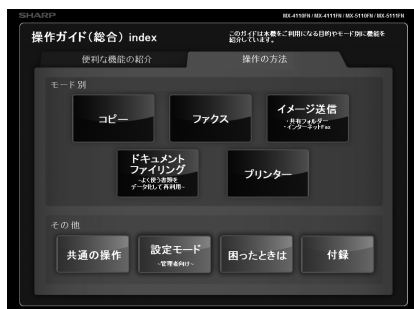 SHARP
MX-4110FN / MX-4111FN / MX-5110FN / MX-5111FN
操作ガイド(総合) index
このガイドは本機をご利用になる目的やモード別に機能を
紹介しています。
便利な機能の紹介
操作の方法
モード別
コピー
ファクス
イメージ送信
・共有フォルダー
・インターネットFax
ドキュメント
ファイリング
~よく使う書類を
データ化して再利用~
プリンター
その他
共通の操作
設定モード
~管理者向け~
困ったときは
付録